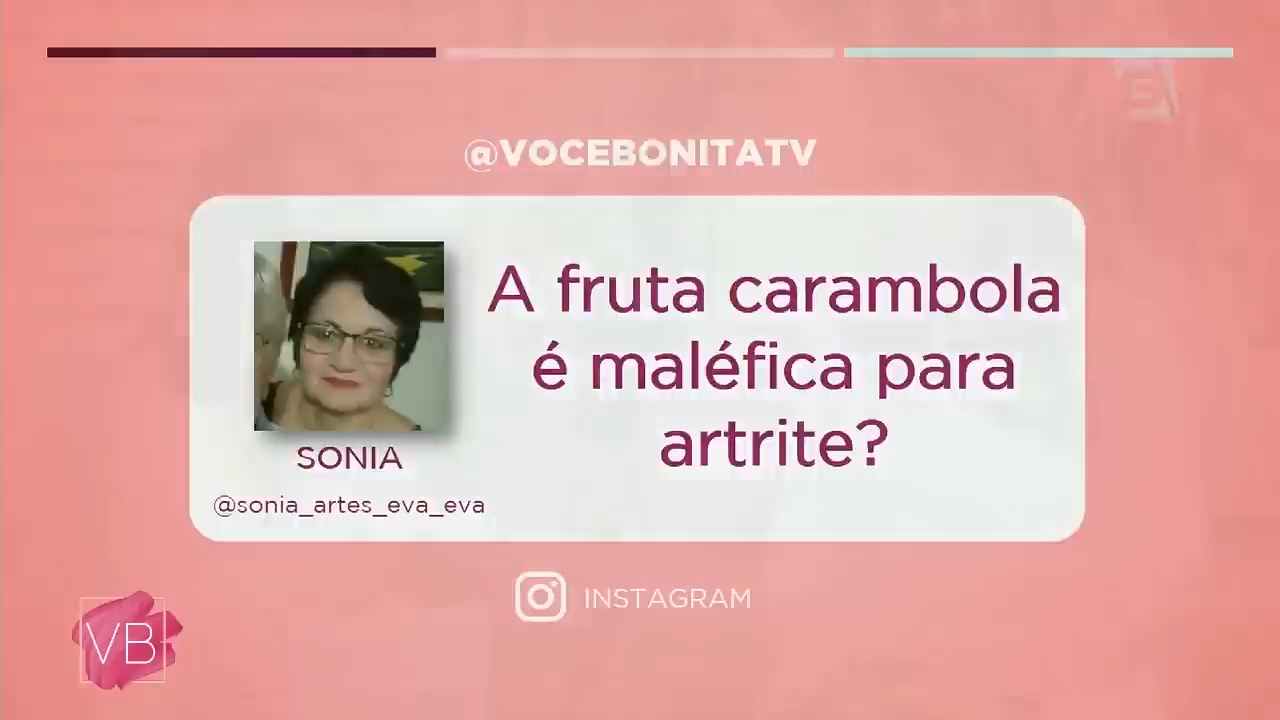 @VOCEBONITATV
A fruta carambola
é maléfica para
artrite?
SONIA
@sonia_artes_eva_eva
INSTAGRAM
VB